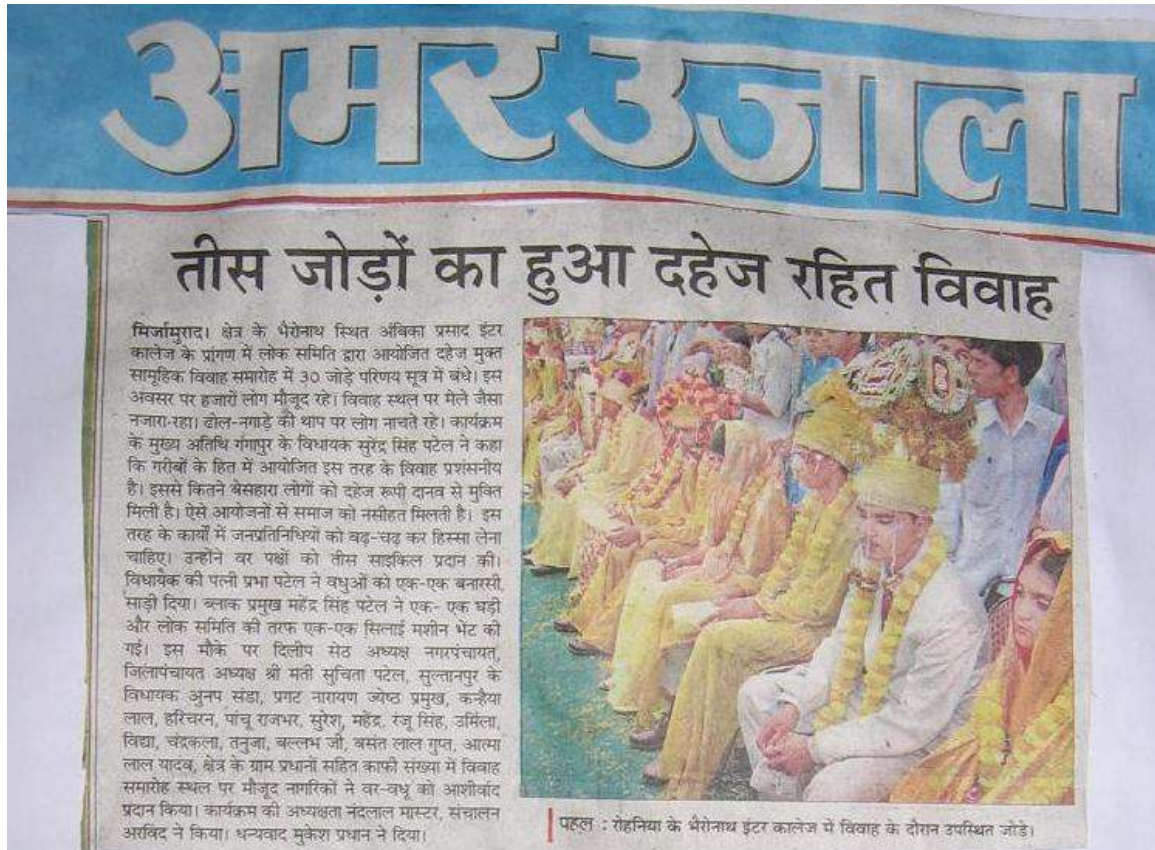 अमर उजाला
तीस जोड़ों का हुआ दहेज रहित विवाह
मिर्जामुराद। क्षेत्र के भैरोनाथ स्थित अंबिका प्रसाद इंटर
कालेज के प्रांगण में लोक समिति द्वारा आयोजित दहेज मुक्त
सामूहिक विवाह समारोह में 30 जोड़े परिणय सूत्र में बंधे। इस
अवसर पर हजारों लोग मौजूद रहे। विवाह स्थल पर मेले जैसा
नजारा रहा। ढोल-नगाड़े की थाप पर लोग नाचते रहे। कार्यक्रम
के मुख्य अतिथि गंगापुर के विधायक सुरेंद्र सिंह पटेल ने कहा
कि गरीबों के हित में आयोजित इस तरह के विवाह प्रशंसनीय
है। इससे कितने बेसहारा लोगों को दहेज रूपी दानव से मुक्ति
मिली है। ऐसे आयोजनों से समाज को नसीहत मिलती है। इस
तरह के कार्यों में जनप्रतिनिधियों को बढ़-चढ़ कर हिस्सा लेना
चाहिए। उन्होंने वर पक्षों को तीस साइकिल प्रदान की।
विधायक की पत्नी प्रभा पटेल ने वधुओं को एक-एक बनारसी
साड़ी दिया। ब्लाक प्रमुख महेंद्र सिंह पटेल ने एक- एक घड़ी
और लोक समिति की तरफ एक-एक सिलाई मशीन भेंट की
गई। इस मौके पर दिलीप सेठ अध्यक्ष नगरपंचायत,
जिलापंचायत अध्यक्ष श्री मती सुचिता पटेल, सुल्तानपुर के
विधायक अनुप संडा, प्रगट नारायण ज्येष्ठ प्रमुख, कन्हैया
लाल, हरिचरन, पांचू राजभर, सुरेश, महेंद्र, रंजू सिंह, उर्मिला,
विद्या, चंद्रकला, तनुजा, बल्लभ जी, बसंत लाल गुप्त, आत्मा
लाल यादव, क्षेत्र के ग्राम प्रधानों सहित काफी संख्या में विवाह
समारोह स्थल पर मौजूद नागरिकों ने वर-वधू को आशीर्वाद
प्रदान किया। कार्यक्रम की अध्यक्षता नंदलाल मास्टर, संचालन
अरविंद ने किया। धन्यवाद मुकेश प्रधान ने दिया।
पहल : रोहनिया के भैरोनाथ इंटर कालेज में विवाह के दौरान उपस्थित जोड़े।